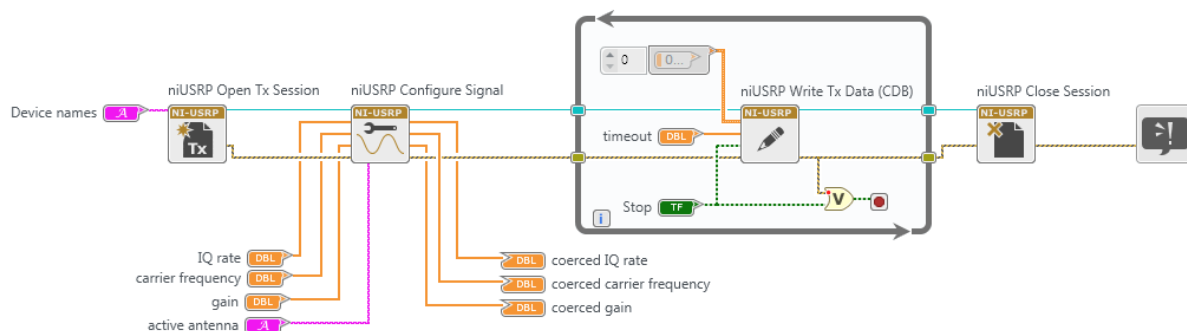 niUSRP Open Tx Session
niUSRP Configure Signal
niUSRP Write Tx Data (CDB)
niUSRP Close Session
Device names
A
NI-USRP
Tx
NI-USRP
0
0...
NI-USRP
NI-USRP
timeout
DBL
Stop
TF
V
i
IQ rate
DBL
carrier frequency
DBL
gain
DBL
active antenna
A
DBL
coerced IQ rate
DBL
coerced carrier frequency
DBL
coerced gain
?!